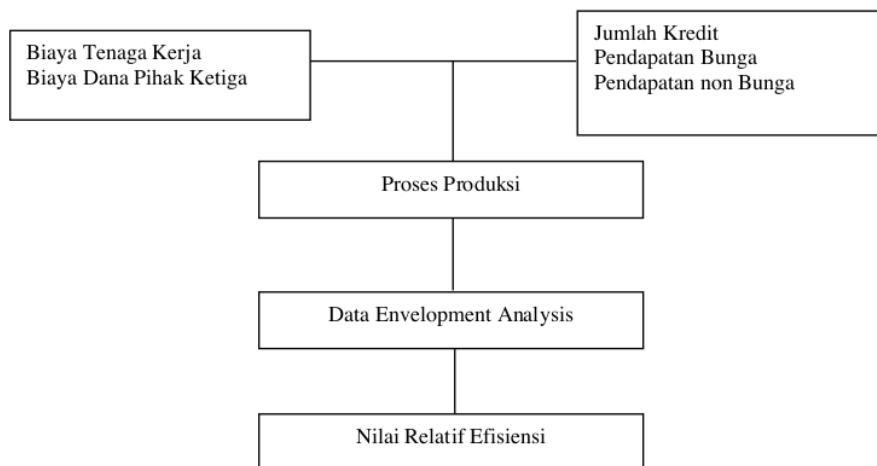 Biaya Tenaga Kerja
Biaya Dana Pihak Ketiga
Jumlah Kredit
Pendapatan Bunga
Pendapatan non Bunga
Proses Produksi
Data Envelopment Analysis
Nilai Relatif Efisiensi